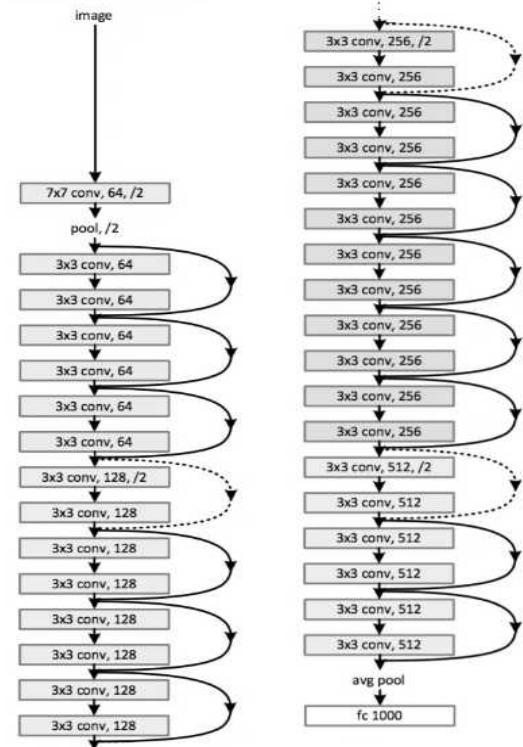 image
7x7 conv, 64, /2
pool, /2
3x3 conv, 64
3x3 conv, 64
3x3 conv, 64
3x3 conv, 64
3x3 conv, 64
3x3 conv, 64
3x3 conv, 128, /2
3x3 conv, 128
3x3 conv, 128
3x3 conv, 128
3x3 conv, 128
3x3 conv, 128
3x3 conv, 128
3x3 conv, 128
3x3 conv, 256, /2
3x3 conv, 256
3x3 conv, 256
3x3 conv, 256
3x3 conv, 256
3x3 conv, 256
3x3 conv, 256
3x3 conv, 256
3x3 conv, 256
3x3 conv, 256
3x3 conv, 256
3x3 conv, 256
3x3 conv, 512, /2
3x3 conv, 512
3x3 conv, 512
3x3 conv, 512
3x3 conv, 512
3x3 conv, 512
avg pool
fc 1000